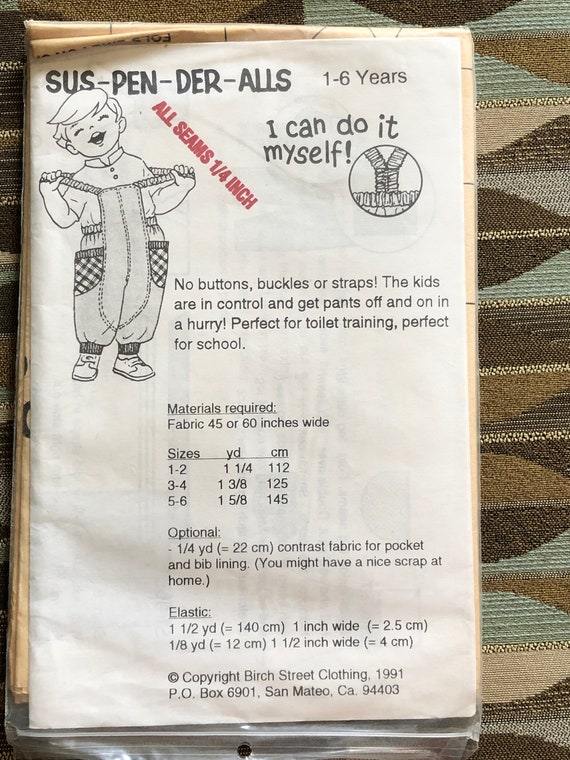 SUS-PEN-DER-ALLS 1-6 Years
ALL SEAMS 1/4 INCH
I can do it
myself!
No buttons, buckles or straps! The kids
are in control and get pants off and on in
a hurry! Perfect for toilet training, perfect
for school.
Materials required:
Fabric 45 or 60 inches wide
Sizes yd cm
1-2 1 1/4 112
3-4 1 3/8 125
5-6 1 5/8 145
Optional:
- 1/4 yd (= 22 cm) contrast fabric for pocket
and bib lining. (You might have a nice scrap at
home.)
Elastic:
1 1/2 yd (= 140 cm) 1 inch wide (= 2.5 cm)
1/8 yd (= 12 cm) 1 1/2 inch wide (= 4 cm)
© Copyright Birch Street Clothing, 1991
P.O. Box 6901, San Mateo, Ca. 94403